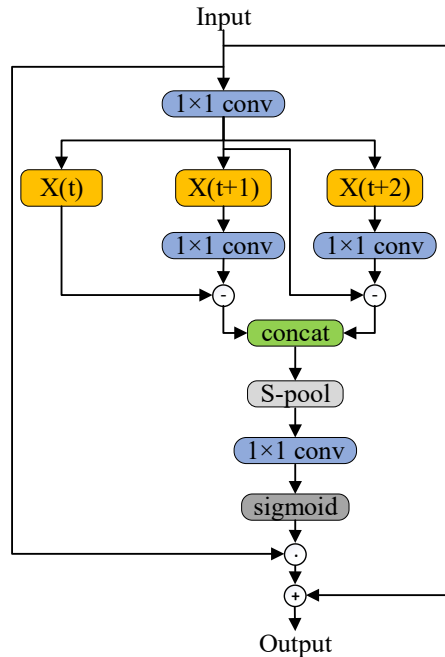 Input
1×1 conv
X(t) X(t+1) X(t+2)
1×1 conv 1×1 conv
- -
concat
S-pool
1×1 conv
sigmoid
·
+
Output